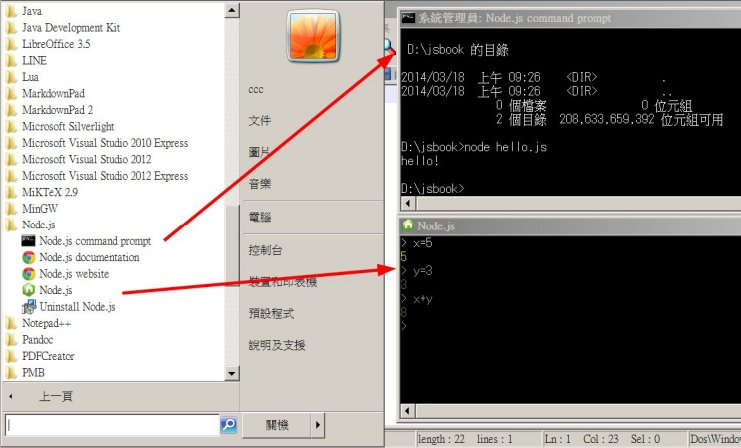 Java
Java Development Kit
LibreOffice 3.5
LINE
Lua
MarkdownPad
MarkdownPad 2
Microsoft Silverlight
Microsoft Visual Studio 2010 Express
Microsoft Visual Studio 2012
Microsoft Visual Studio 2012 Express
MiKTeX 2.9
MinGW
Node.js
Node.js command prompt
Node.js documentation
Node.js website
Node.js
Uninstall Node.js
Notepad++
Pandoc
PDFCreator
PMB
上一頁
ccc
文件
圖片
音樂
電腦
控制台
裝置和印表機
預設程式
說明及支援
關機
系統管理員: Node.js command prompt
D:\jsbook 的目錄
2014/03/18 上午 09:26 <DIR> .
2014/03/18 上午 09:26 <DIR> ..
0 個檔案 0 位元組
2 個目錄 208,633,659,392 位元組可用
D:\jsbook>node hello.js
hello!
D:\jsbook>
Node.js
> x=5
5
> y=3
3
> x+y
8
>
length : 22 lines : 1 Ln : 1 Col : 23 Sel : 0 Dos\Window